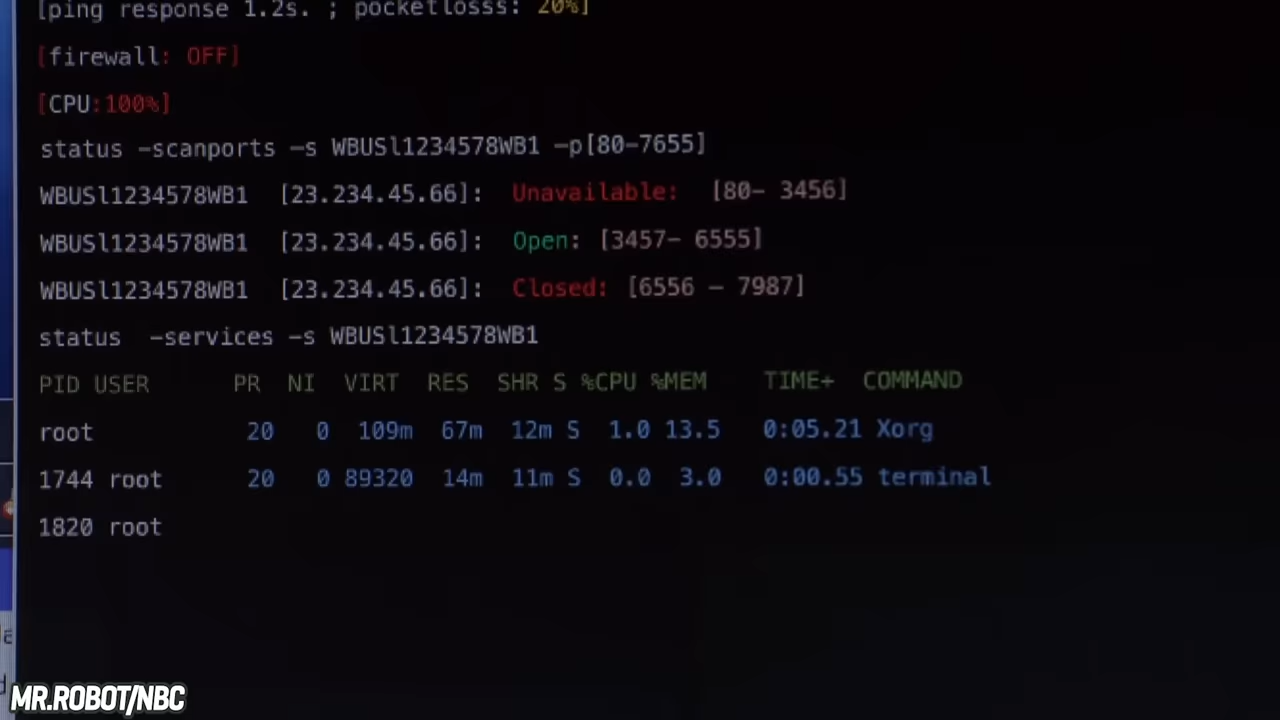 [ping response 1.2s. ; pocketlosss: 20%]
[firewall: OFF]
[CPU:100%]
status -scanports -s WBUSl1234578WB1 -p[80-7655]
WBUSl1234578WB1 [23.234.45.66]: Unavailable: [80- 3456]
WBUSl1234578WB1 [23.234.45.66]: Open: [3457- 6555]
WBUSl1234578WB1 [23.234.45.66]: Closed: [6556 - 7987]
status -services -s WBUSl1234578WB1
PID USER PR NI VIRT RES SHR S %CPU %MEM TIME+ COMMAND
root 20 0 109m 67m 12m S 1.0 13.5 0:05.21 Xorg
1744 root 20 0 89320 14m 11m S 0.0 3.0 0:00.55 terminal
1820 root
MR.ROBOT/NBC